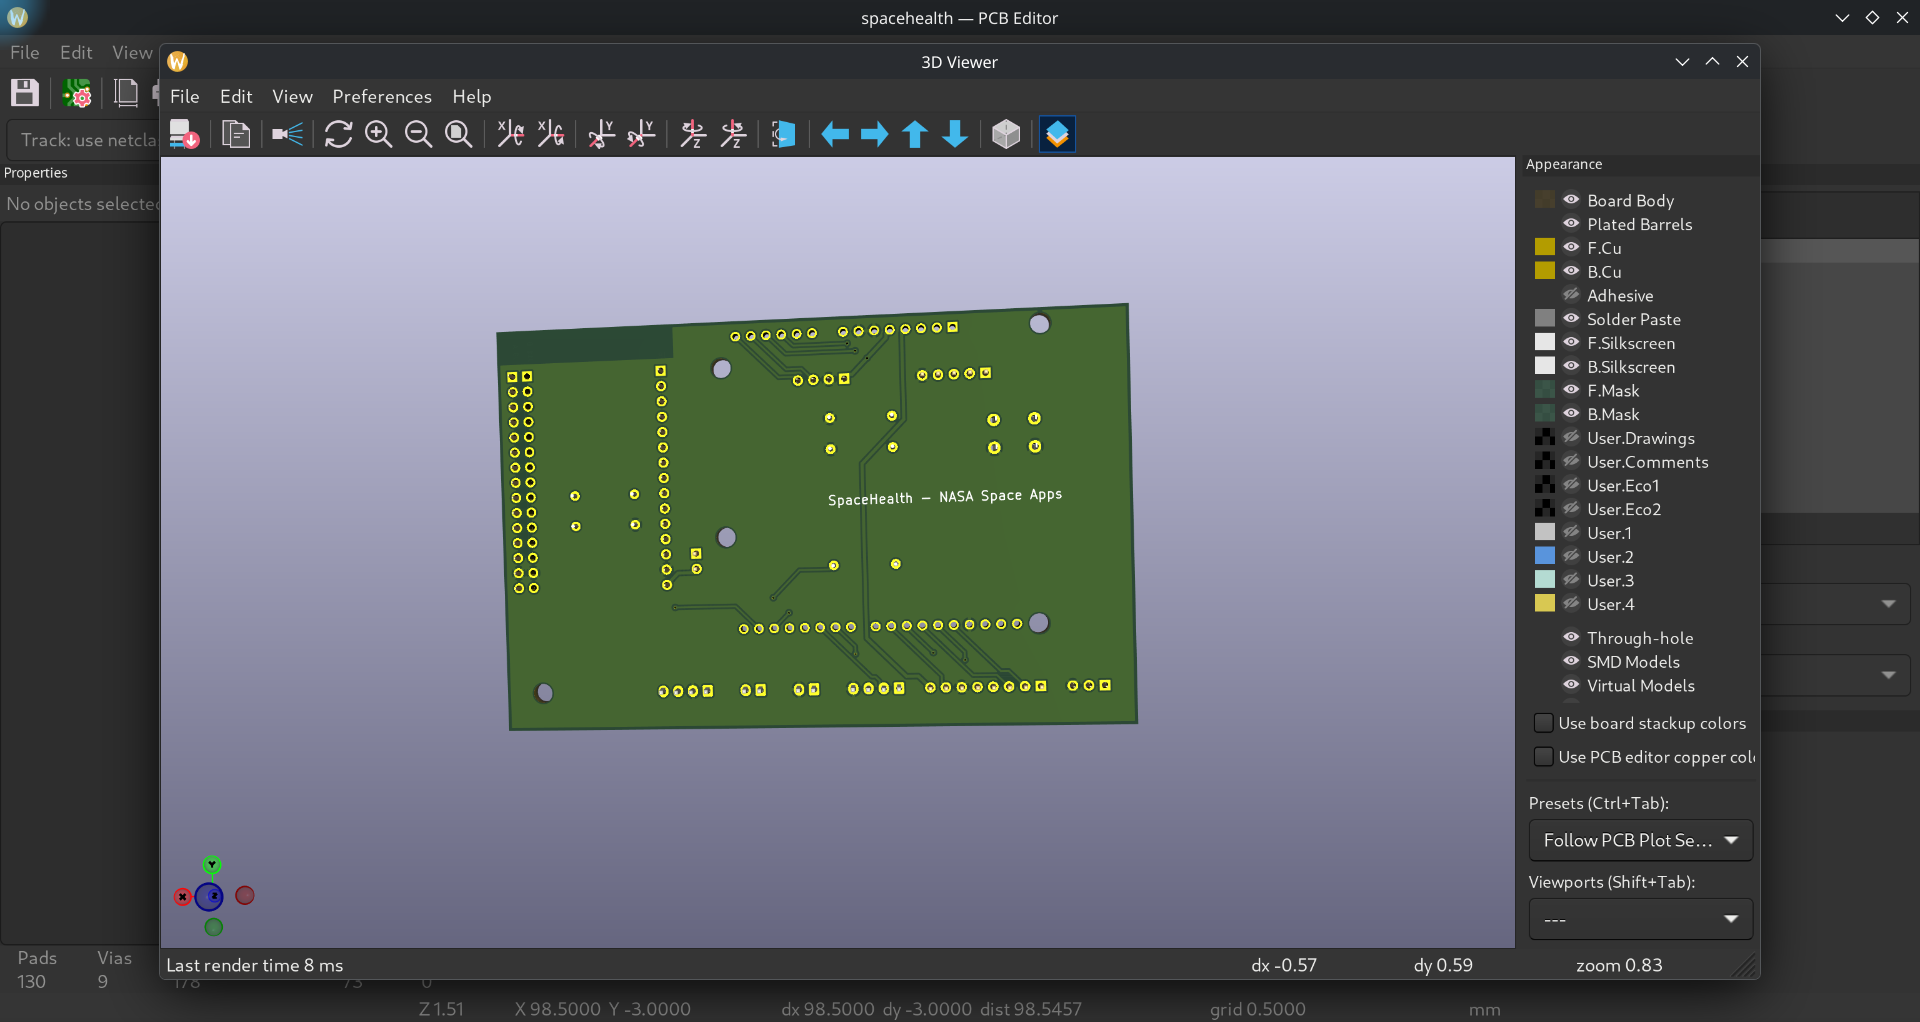 spacehealth — PCB Editor
File Edit View
3D Viewer
File Edit View Preferences Help
Track: use netcla
Properties
No objects selected
Appearance
Board Body
Plated Barrels
F.Cu
B.Cu
Adhesive
Solder Paste
F.Silkscreen
B.Silkscreen
F.Mask
B.Mask
User.Drawings
User.Comments
User.Eco1
User.Eco2
User.1
User.2
User.3
User.4
Through-hole
SMD Models
Virtual Models
Use board stackup colors
Use PCB editor copper col
Presets (Ctrl+Tab):
Follow PCB Plot Se...
Viewports (Shift+Tab):
---
SpaceHealth – NASA Space Apps
Last render time 8 ms dx -0.57 dy 0.59 zoom 0.83
Pads Vias
130 9 178 73 0
Z 1.51 X 98.5000 Y -3.0000 dx 98.5000 dy -3.0000 dist 98.5457 grid 0.5000 mm